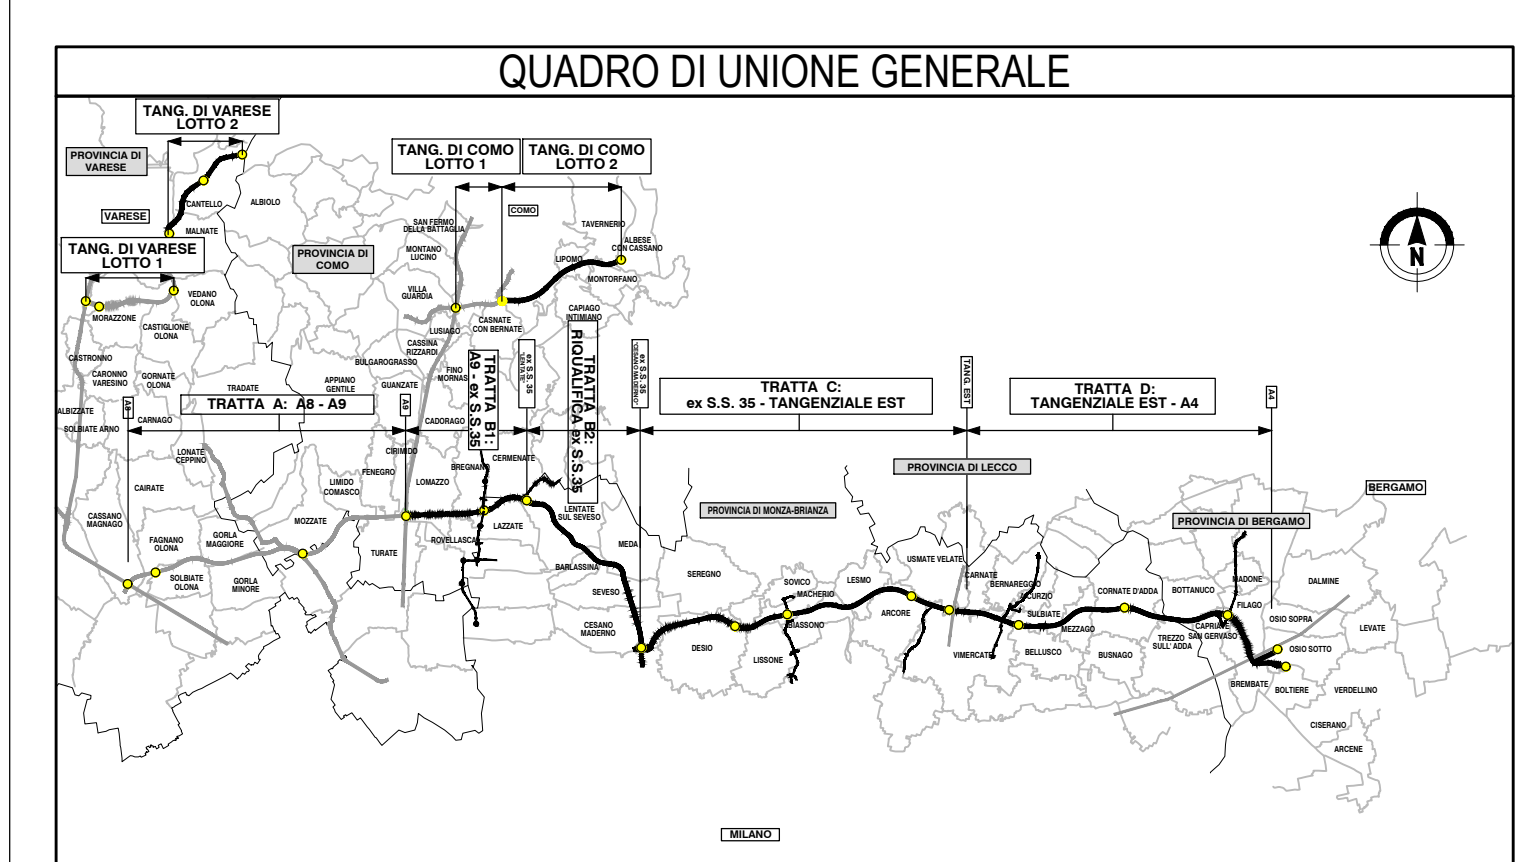 QUADRO DI UNIONE GENERALE
TANG. DI VARESE
LOTTO 2
PROVINCIA DI
VARESE
VARESE
CANTELLO
ALBIOLO
MALNATE
TANG. DI VARESE
LOTTO 1
TANG. DI COMO
LOTTO 1
TANG. DI COMO
LOTTO 2
COMO
PROVINCIA DI
COMO
SAN FERMO
DELLA BATTAGLIA
MONTANO
LUCINO
VILLA
GUARDIA
TAVERNERIO
ALBESE
CON CASSANO
LIPOMO
MONTORFANO
CAPIAGO
INTIMIANO
LUSIAGO
CASNATE
CON BERNATE
CASSINA
RIZZARDI
BULGAROGRASSO
FINO
MORNAS
VEDANO
OLONA
MORAZZONE
CASTIGLIONE
OLONA
CASTRONNO
CARONNO
VARESINO
GORNATE
OLONA
TRADATE
APPIANO
GENTILE
GUANZATE
ALBIZZATE
SOLBIATE ARNO
CARNAGO
A8
TRATTA A: A8 - A9
A9
CADORAGO
TRATTA B1:
A9 - ex S.S.35
ex S.S. 35
"LENTATE"
TRATTA B2:
RIQUALIFICA ex S.S.35
ex S.S. 35
"CESANO MADERNO"
TRATTA C:
ex S.S. 35 - TANGENZIALE EST
TANG. EST
TRATTA D:
TANGENZIALE EST - A4
A4
N
LONATE
CEPPINO
CAIRATE
CIRIMIDO
FENEGRO
LIMIDO
COMASCO
LOMAZZO
BREGNANO
CERMENATE
LENTATE
SUL SEVESO
LAZZATE
ROVELLASCA
MOZZATE
TURATE
CASSANO
MAGNAGO
FAGNANO
OLONA
GORLA
MAGGIORE
SOLBIATE
OLONA
GORLA
MINORE
MEDA
BARLASSINA
SEVESO
CESANO
MADERNO
PROVINCIA DI LECCO
PROVINCIA DI MONZA-BRIANZA
BERGAMO
PROVINCIA DI BERGAMO
SEREGNO
DESIO
LISSONE
SOVICO
MACHERIO
BIASSONO
LESMO
ARCORE
USMATE VELATE
CARNATE
BERNAREGGIO
VIMERCATE
SULBIATE
MEZZAGO
BELLUSCO
BUSNAGO
CORNATE D'ADDA
TREZZO
SULL' ADDA
BOTTANUCO
MADONE
FILAGO
CAPRIATE
SAN GERVASO
DALMINE
OSIO SOPRA
LEVATE
OSIO SOTTO
BREMBATE
BOLTIERE
VERDELLINO
CISERANO
ARCENE
MILANO